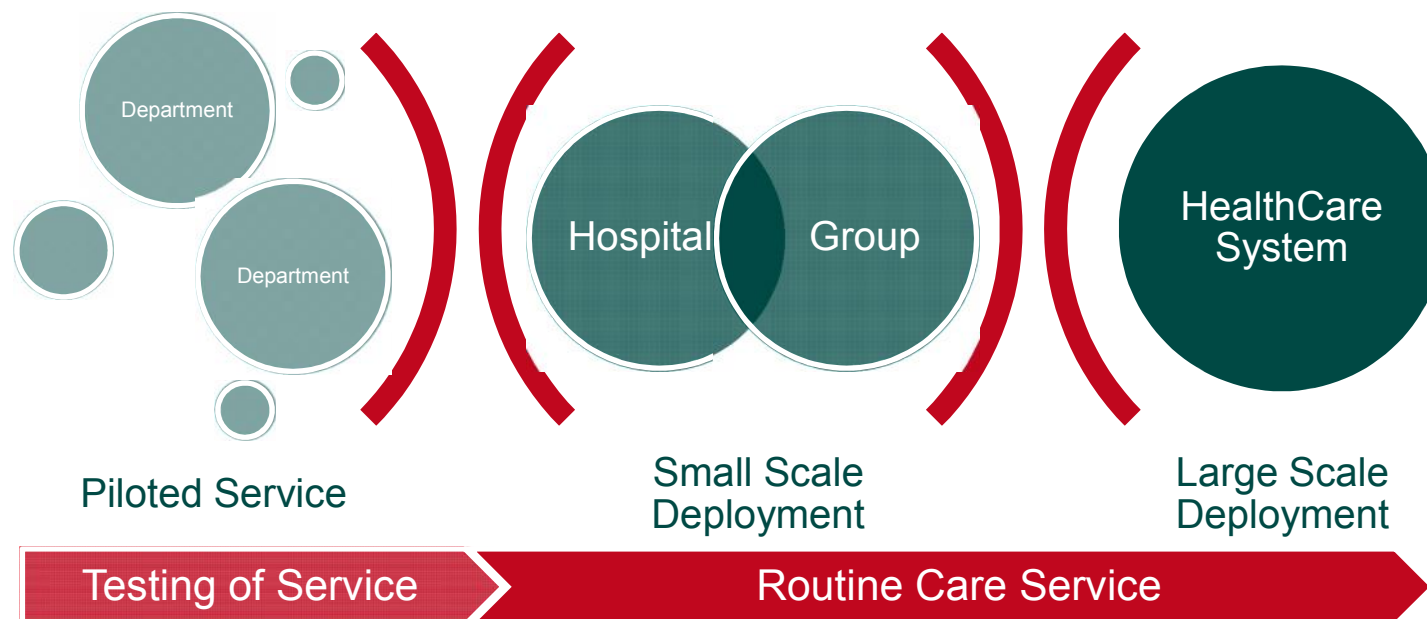 Department
Department
Hospital
Group
HealthCare
System
Piloted Service
Small Scale
Deployment
Large Scale
Deployment
Testing of Service
Routine Care Service